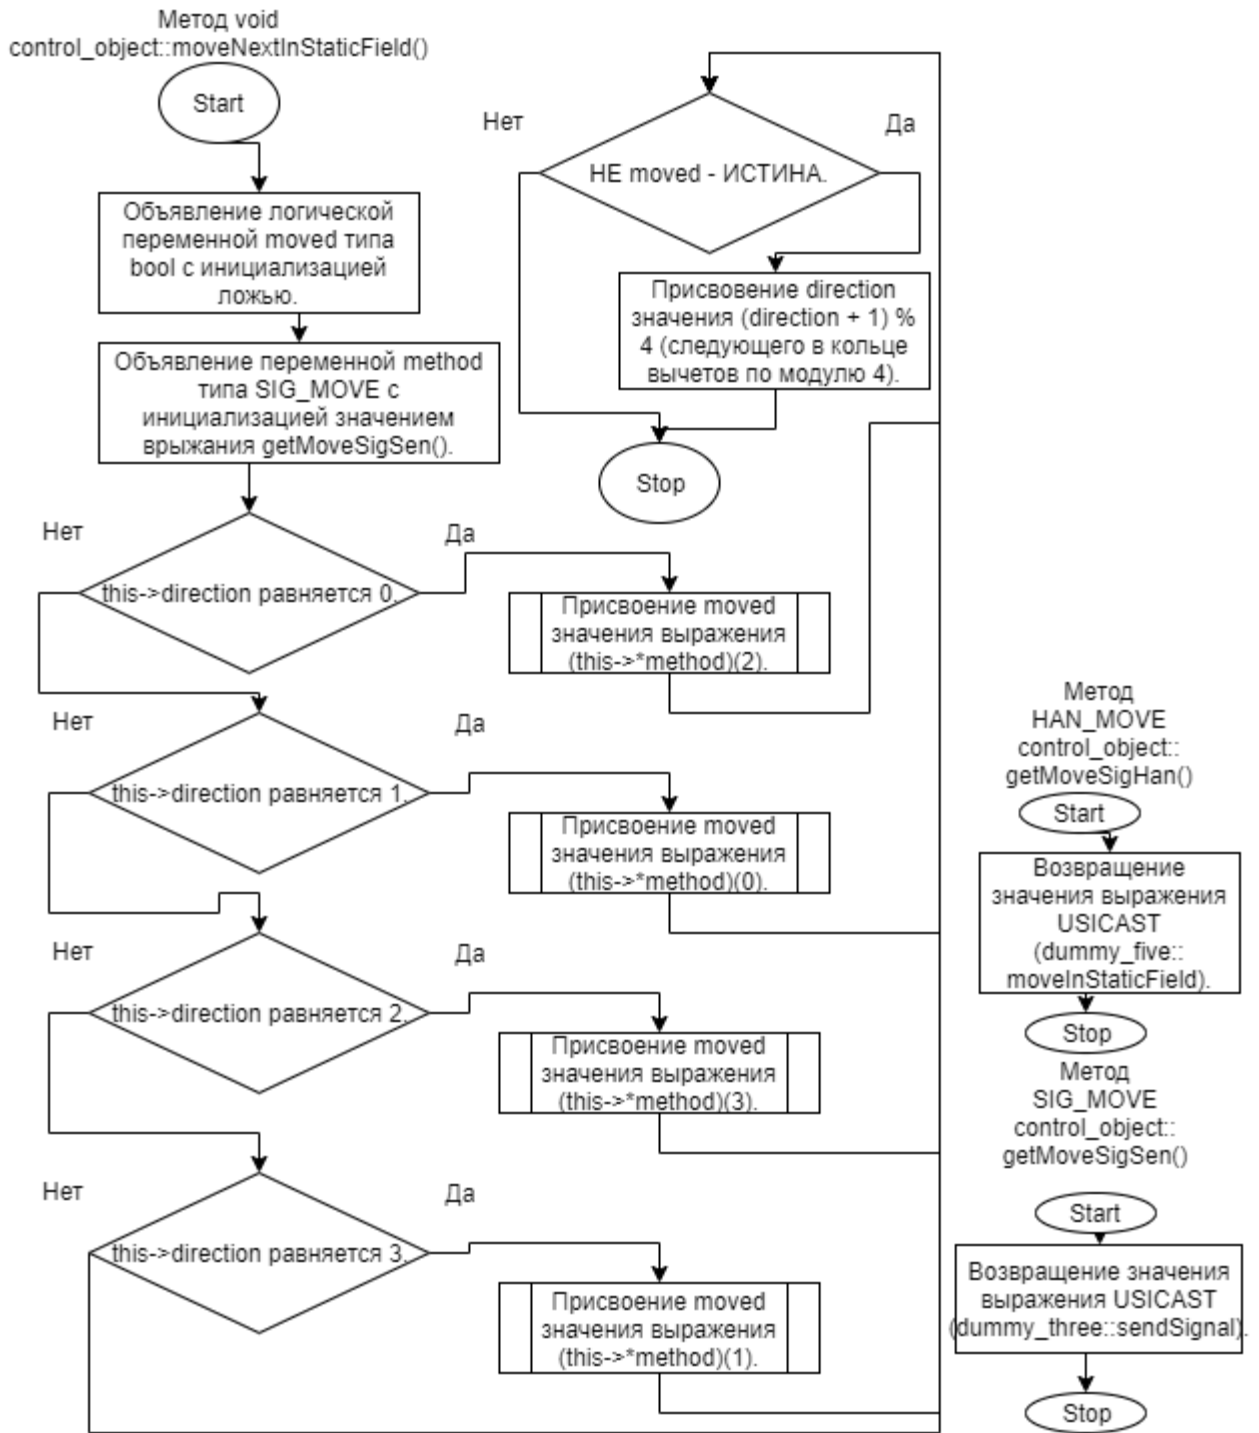 Метод void
control_object::moveNextInStaticField()
Start
Объявление логической
переменной moved типа
bool с инициализацией
ложью.
Объявление переменной method
типа SIG_MOVE с
инициализацией значением
врыжания getMoveSigSen().
Нет
Да
НЕ moved - ИСТИНА.
Присвовение direction
значения (direction + 1) %
4 (следующего в кольце
вычетов по модулю 4).
Stop
Нет
Да
this->direction равняется 0.
Присвоение moved
значения выражения
(this->*method)(2).
Нет
Да
this->direction равняется 1.
Присвоение moved
значения выражения
(this->*method)(0).
Нет
Да
this->direction равняется 2.
Присвоение moved
значения выражения
(this->*method)(3).
Нет
Да
this->direction равняется 3.
Присвоение moved
значения выражения
(this->*method)(1).
Метод
HAN_MOVE
control_object::
getMoveSigHan()
Start
Возвращение
значения выражения
USICAST
(dummy_five::
moveInStaticField).
Stop
Метод
SIG_MOVE
control_object::
getMoveSigSen()
Start
Возвращение значения
выражения USICAST
(dummy_three::sendSignal).
Stop